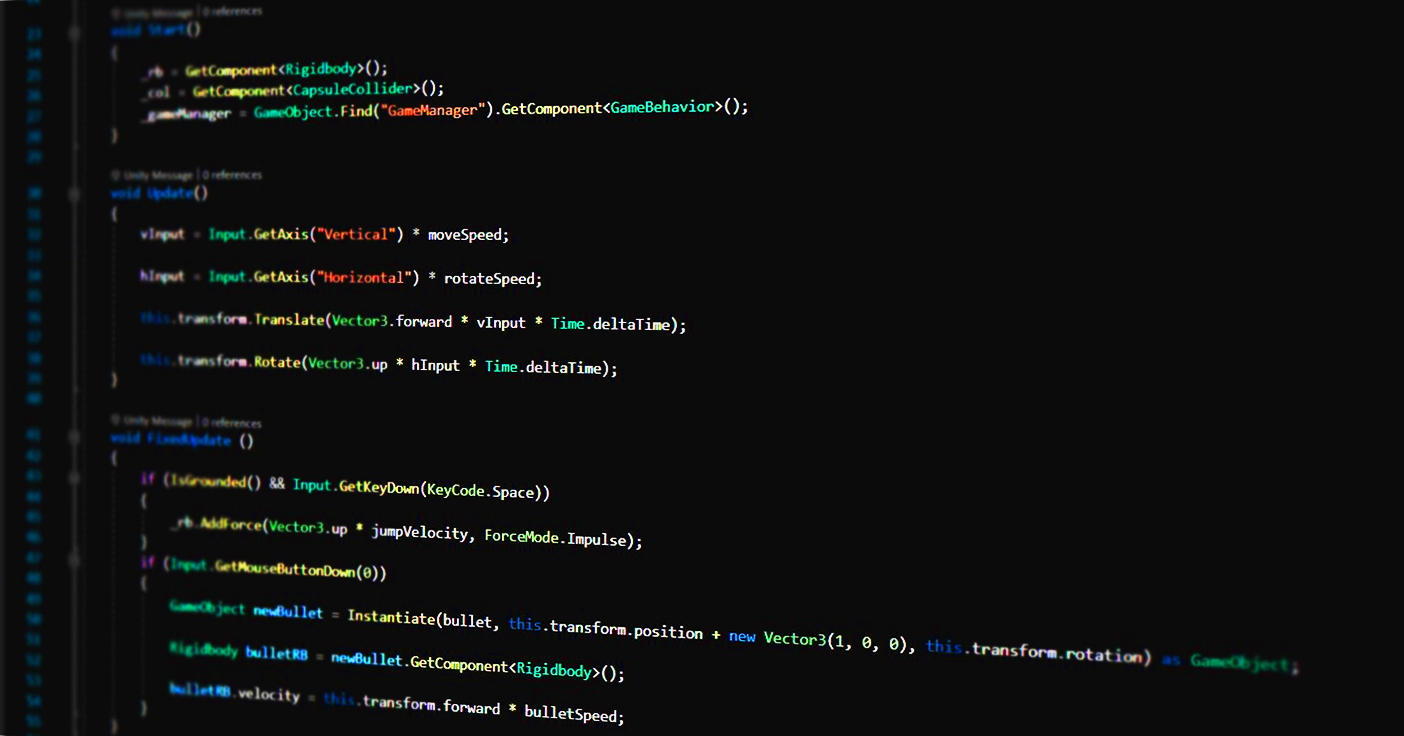 Unity Message | 0 references
23 void Start()
24 {
25 _rb = GetComponent<Rigidbody>();
26 _col = GetComponent<CapsuleCollider>();
27 _gameManager = GameObject.Find("GameManager").GetComponent<GameBehavior>();
28 }
29
Unity Message | 0 references
30 void Update()
31 {
32 vInput = Input.GetAxis("Vertical") * moveSpeed;
33
34 hInput = Input.GetAxis("Horizontal") * rotateSpeed;
35
36 this.transform.Translate(Vector3.forward * vInput * Time.deltaTime);
37
38 this.transform.Rotate(Vector3.up * hInput * Time.deltaTime);
39 }
40
Unity Message | 0 references
41 void FixedUpdate ()
42 {
43 if (IsGrounded() && Input.GetKeyDown(KeyCode.Space))
44 {
45 _rb.AddForce(Vector3.up * jumpVelocity, ForceMode.Impulse);
46 }
47 if (Input.GetMouseButtonDown(0))
48 {
49 GameObject newBullet = Instantiate(bullet, this.transform.position + new Vector3(1, 0, 0), this.transform.rotation) as GameObject;
50
51 Rigidbody bulletRB = newBullet.GetComponent<Rigidbody>();
52
53 bulletRB.velocity = this.transform.forward * bulletSpeed;
54 }
55 }